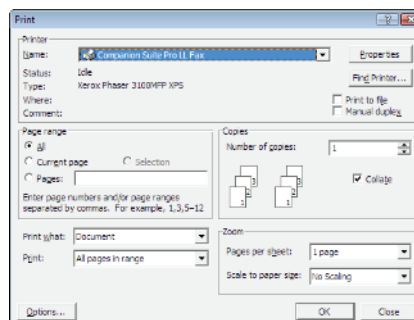 Print
Printer
Name: Companion Suite Pro LL Fax
Properties
Status: Idle
Type: Xerox Phaser 3100MFP XPS
Find Printer...
Where:
Comment:
Print to file
Manual duplex
Page range
All
Current page Selection
Pages:
Enter page numbers and/or page ranges
separated by commas. For example, 1,3,5–12
Copies
Number of copies: 1
Collate
Print what: Document
Print: All pages in range
Zoom
Pages per sheet: 1 page
Scale to paper size: No Scaling
Options... OK Close